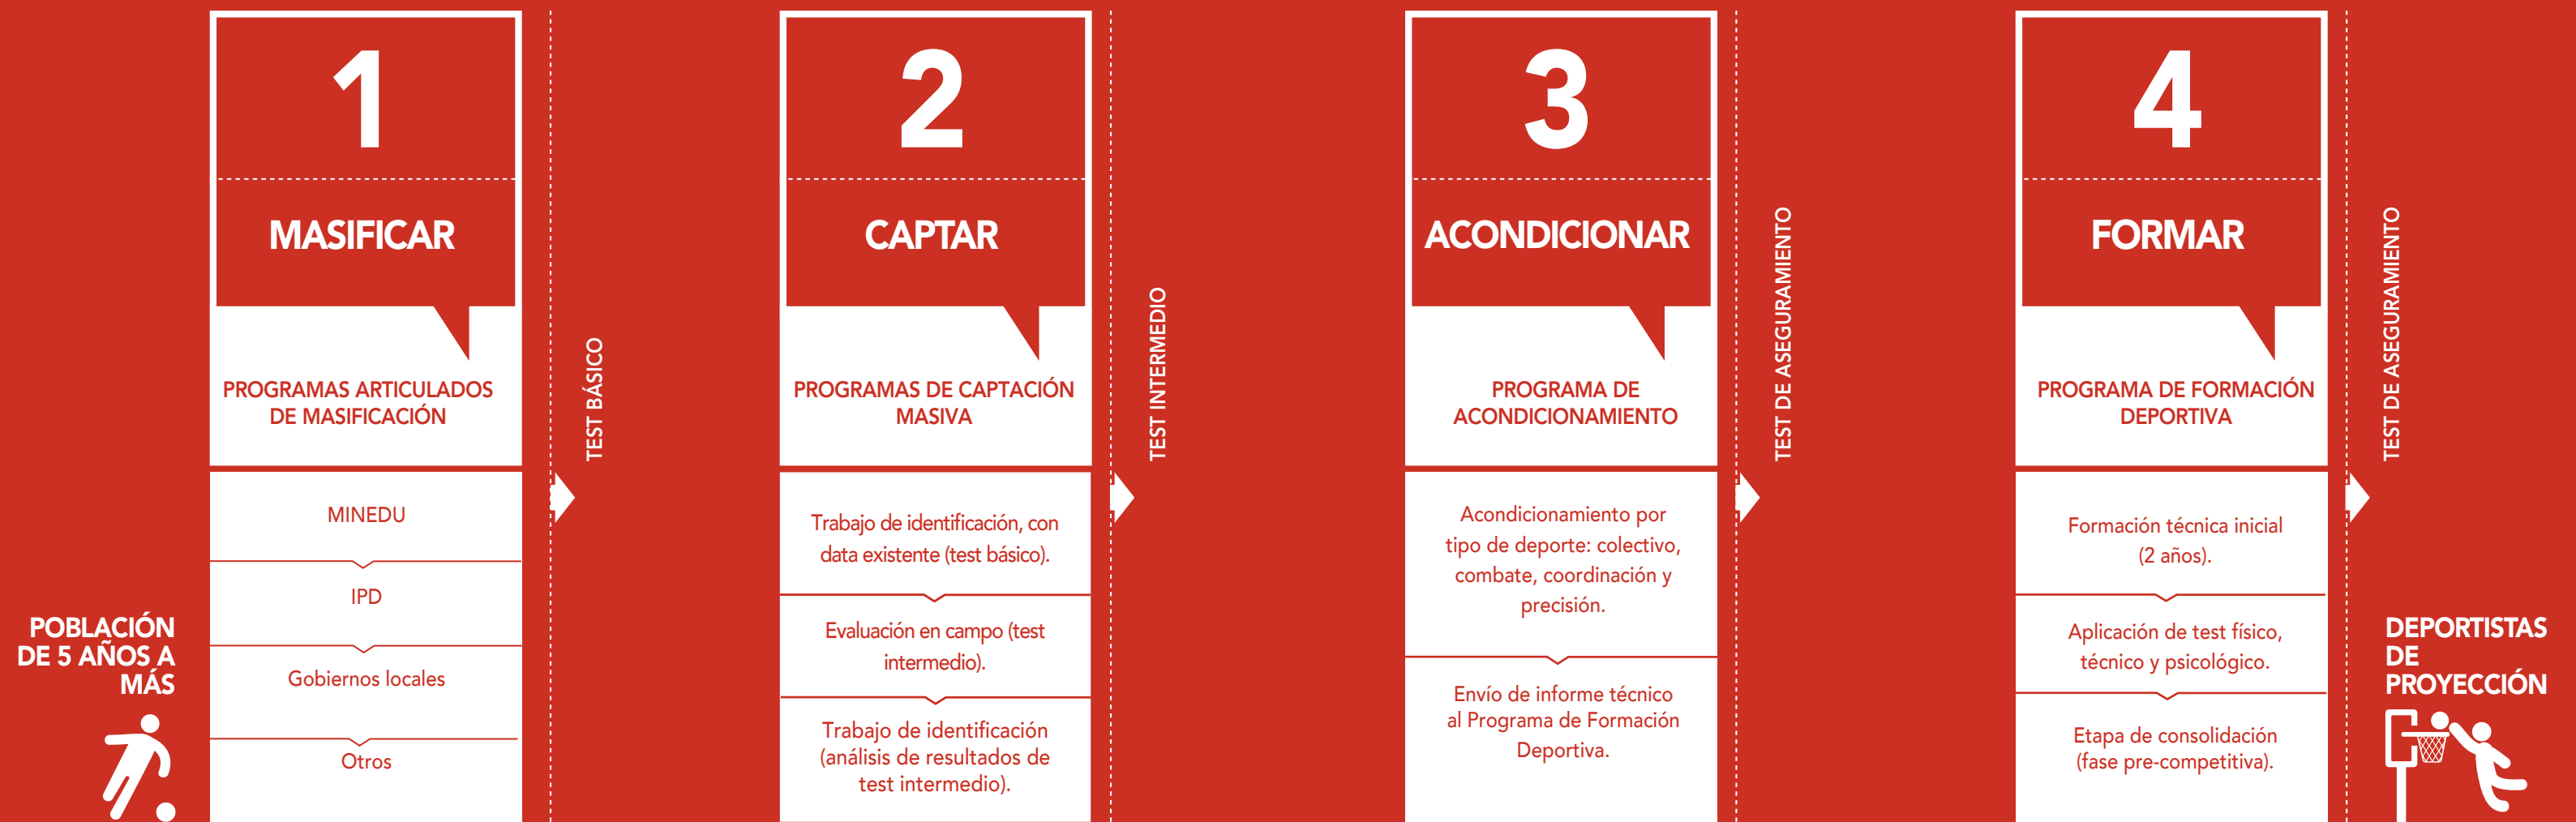 POBLACIÓN
DE 5 AÑOS A
MÁS
1
MASIFICAR
PROGRAMAS ARTICULADOS
DE MASIFICACIÓN
MINEDU
IPD
Gobiernos locales
Otros
TEST BÁSICO
2
CAPTAR
PROGRAMAS DE CAPTACIÓN
MASIVA
Trabajo de identificación, con
data existente (test básico).
Evaluación en campo (test
intermedio).
Trabajo de identificación
(análisis de resultados de
test intermedio).
TEST INTERMEDIO
3
ACONDICIONAR
PROGRAMA DE
ACONDICIONAMIENTO
Acondicionamiento por
tipo de deporte: colectivo,
combate, coordinación y
precisión.
Envío de informe técnico
al Programa de Formación
Deportiva.
TEST DE ASEGURAMIENTO
4
FORMAR
PROGRAMA DE FORMACIÓN
DEPORTIVA
Formación técnica inicial
(2 años).
Aplicación de test físico,
técnico y psicológico.
Etapa de consolidación
(fase pre-competitiva).
TEST DE ASEGURAMIENTO
DEPORTISTAS
DE
PROYECCIÓN